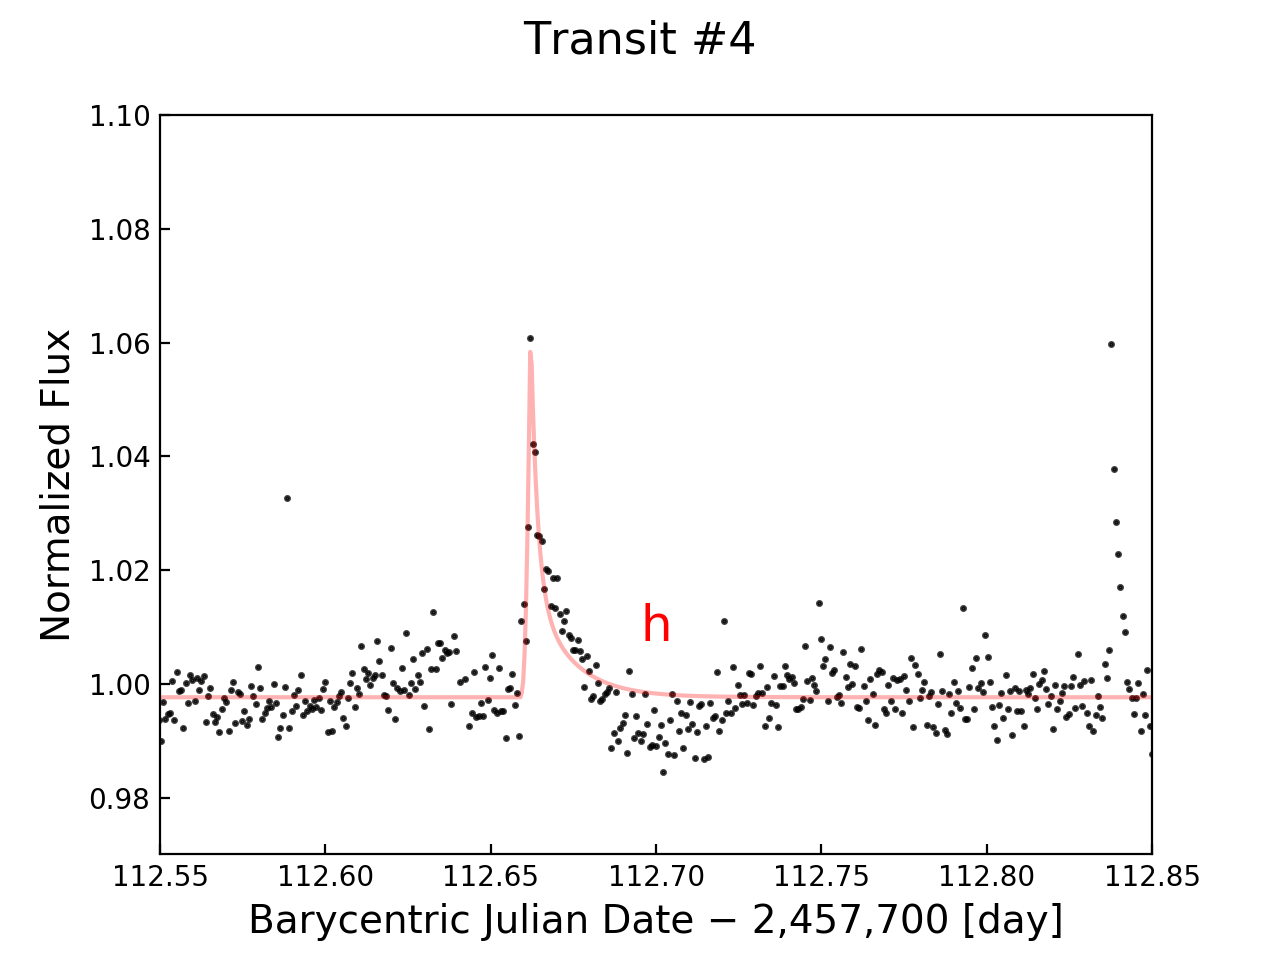 Transit #4
1.10
1.08
1.06
1.04
1.02
1.00
0.98
Normalized Flux
h
112.55 112.60 112.65 112.70 112.75 112.80 112.85
Barycentric Julian Date − 2,457,700 [day]